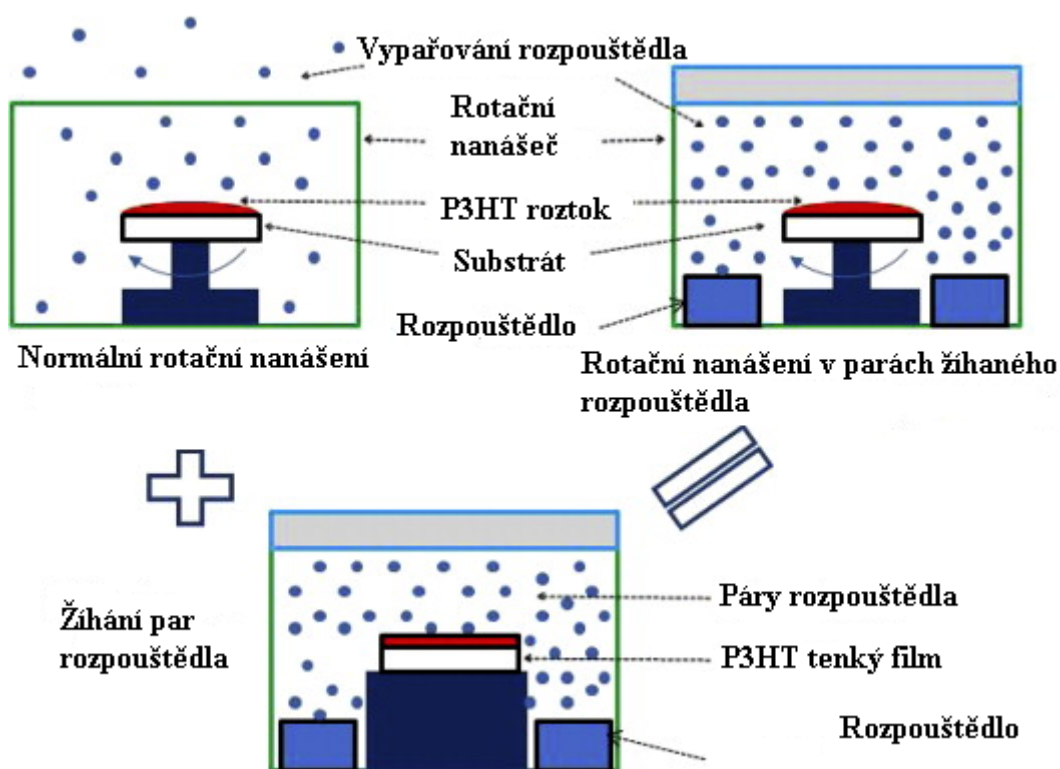 Vypařování rozpouštědla
Rotační
nanášeč
P3HT roztok
Substrát
Rozpouštědlo
Normální rotační nanášení
Rotační nanášení v parách žíhaného
rozpouštědla
Žíhání par
rozpouštědla
Páry rozpouštědla
P3HT tenký film
Rozpouštědlo